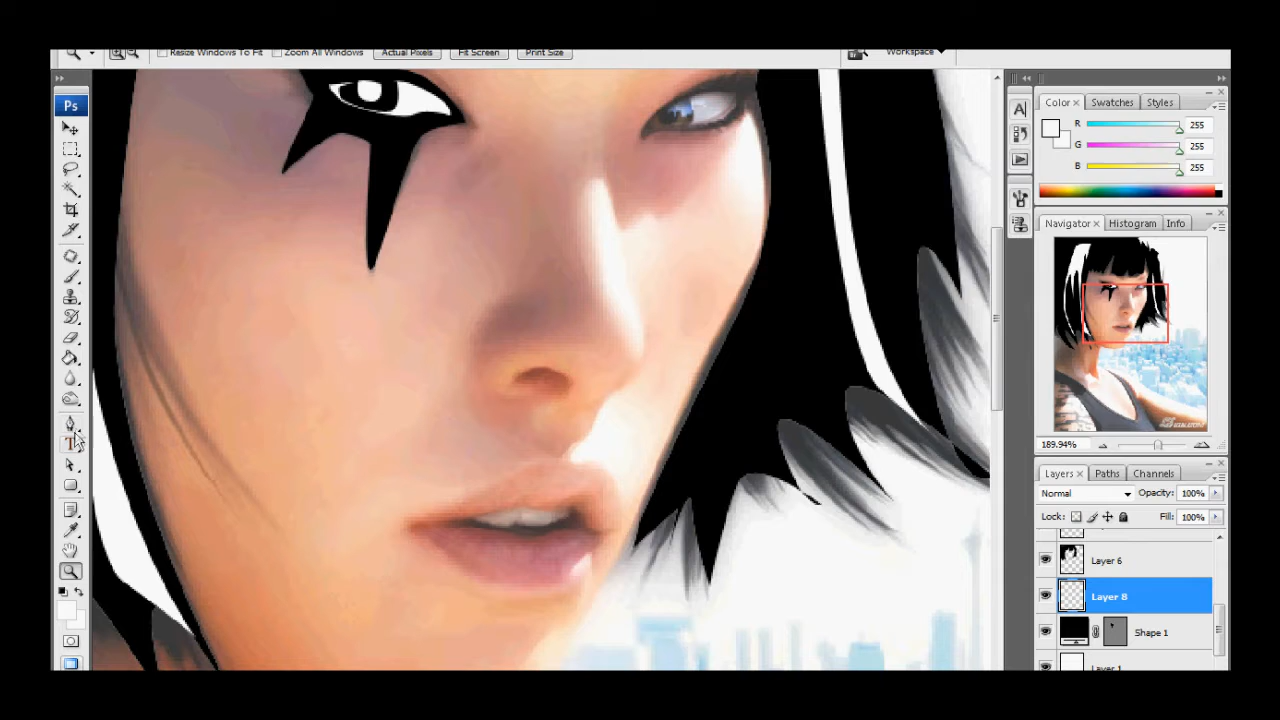 Resize Windows To Fit
Zoom All Windows
Actual Pixels
Fit Screen
Print Size
Workspace
Ps
T
A
Color × Swatches Styles
R 255
G 255
B 255
Navigator × Histogram Info
189.94%
Layers × Paths Channels
Normal Opacity: 100%
Lock: Fill: 100%
Layer 6
Layer 8
Shape 1
Layer 1